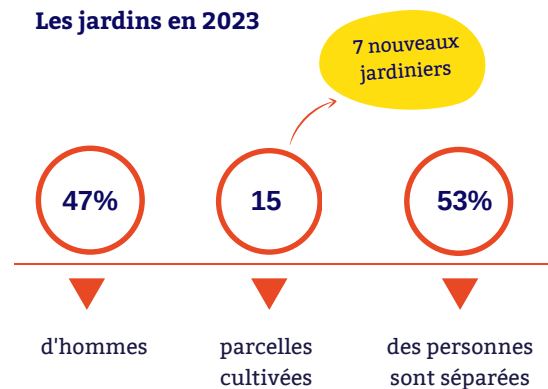 Les jardins en 2023
7 nouveaux
jardiniers
47%
15
53%
d'hommes
parcelles
cultivées
des personnes
sont séparées